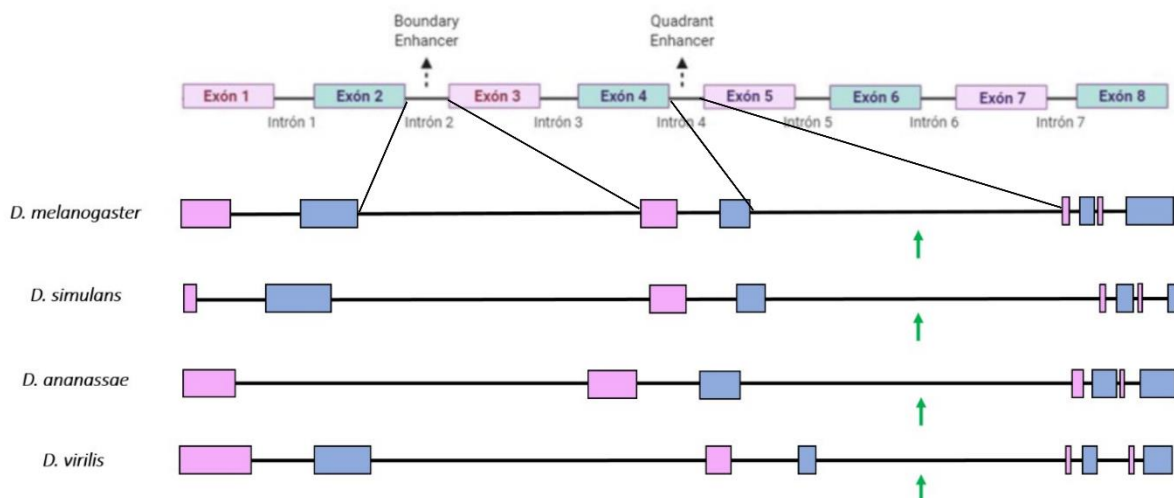 Boundary
Enhancer
Quadrant
Enhancer
Exón 1
Exón 2
Exón 3
Exón 4
Exón 5
Exón 6
Exón 7
Exón 8
Intrón 1
Intrón 2
Intrón 3
Intrón 4
Intrón 5
Intrón 6
Intrón 7
D. melanogaster
D. simulans
D. ananassae
D. virilis